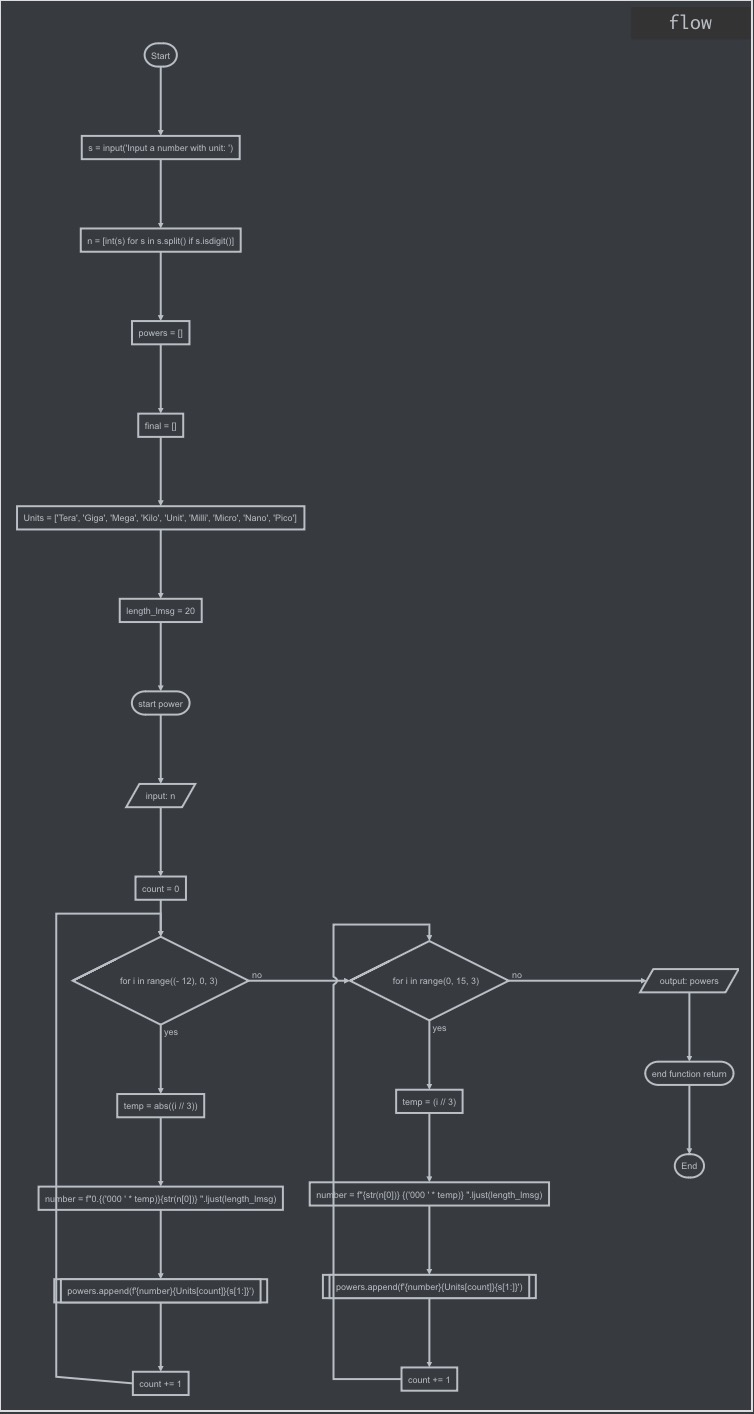 flow
Start
s = input('Input a number with unit: ')
n = [int(s) for s in s.split() if s.isdigit()]
powers = []
final = []
Units = ['Tera', 'Giga', 'Mega', 'Kilo', 'Unit', 'Milli', 'Micro', 'Nano', 'Pico']
length_lmsg = 20
start power
input: n
count = 0
for i in range((- 12), 0, 3)
no
yes
temp = abs((i // 3))
number = f"0.{('000 ' * temp)}{str(n[0])} ".ljust(length_lmsg)
powers.append(f'{number}{Units[count]}{s[1:]}')
count += 1
for i in range(0, 15, 3)
no
yes
temp = (i // 3)
number = f"{str(n[0])} {('000 ' * temp)} ".ljust(length_lmsg)
powers.append(f'{number}{Units[count]}{s[1:]}')
count += 1
output: powers
end function return
End